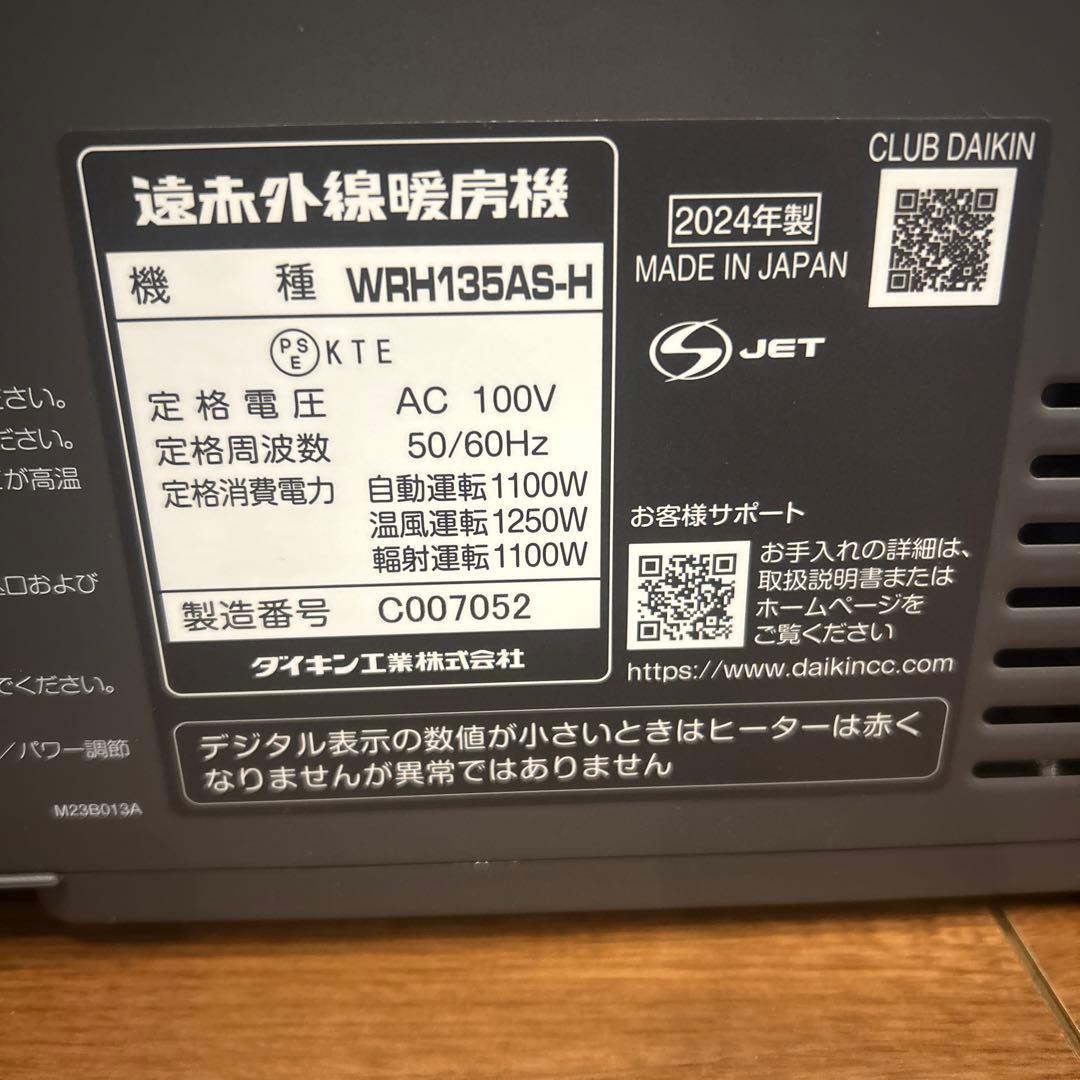 遠赤外線暖房機
機種 WRH135AS-H
PSE KTE
定格電圧 AC 100V
定格周波数 50/60Hz
定格消費電力 自動運転1100W
温風運転1250W
輻射運転1100W
製造番号 C007052
ダイキン工業株式会社
2024年製
MADE IN JAPAN
CLUB DAIKIN
S JET
お客様サポート
お手入れの詳細は、
取扱説明書または
ホームページを
ご覧ください
https://www.daikincc.com
デジタル表示の数値が小さいときはヒーターは赤く
なりませんが異常ではありません
ださい。
ください。
が高温
口および
でください。
／パワー調節
M23B013A